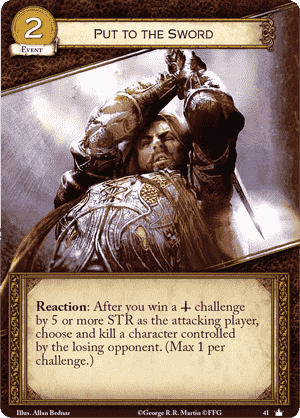 2
EVENT
PUT TO THE SWORD
Reaction: After you win a challenge
by 5 or more STR as the attacking player,
choose and kill a character controlled
by the losing opponent. (Max 1 per
challenge.)
Illus. Allan Bednar ©George R.R. Martin ©FFG 41